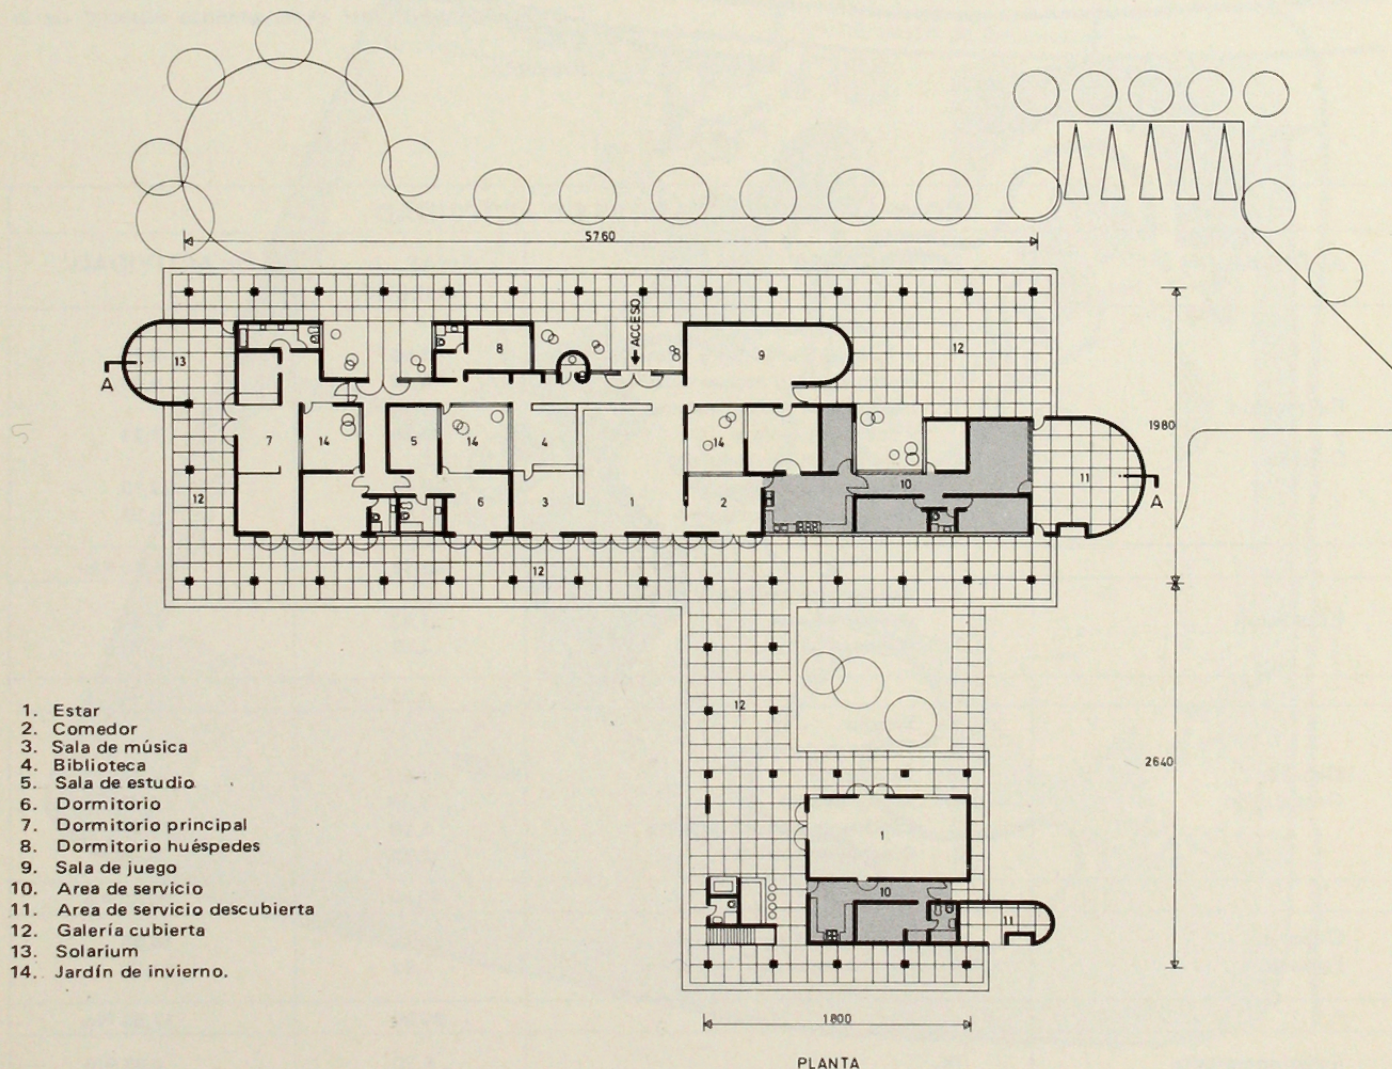 5760
ACCESO
13
8
9
12
A
7
14
5
14
4
14
1980
10
11
A
12
6
3
1
2
12
12
2640
1
10
11
1800
PLANTA
1. Estar
2. Comedor
3. Sala de música
4. Biblioteca
5. Sala de estudio
6. Dormitorio
7. Dormitorio principal
8. Dormitorio huéspedes
9. Sala de juego
10. Area de servicio
11. Area de servicio descubierta
12. Galería cubierta
13. Solarium
14. Jardín de invierno.